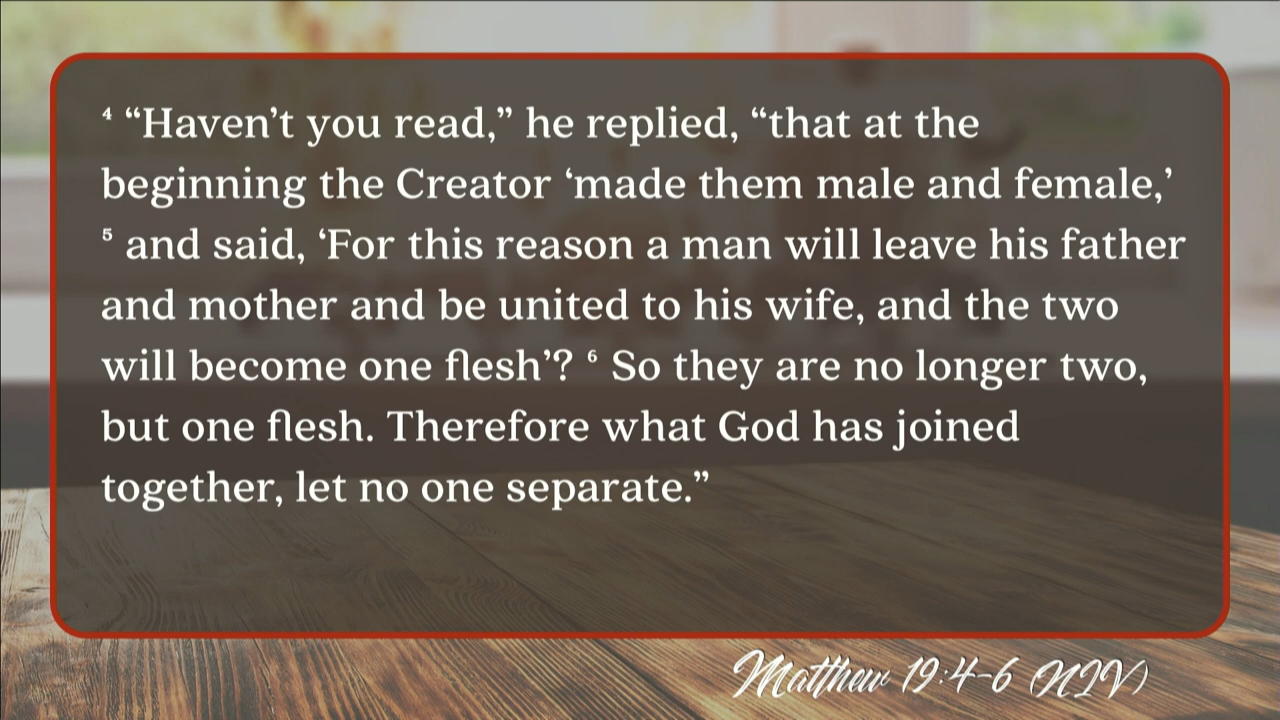 ⁴ “Haven’t you read,” he replied, “that at the
beginning the Creator ‘made them male and female,’
⁵ and said, ‘For this reason a man will leave his father
and mother and be united to his wife, and the two
will become one flesh’? ⁶ So they are no longer two,
but one flesh. Therefore what God has joined
together, let no one separate.”
Matthew 19:4-6 (NIV)